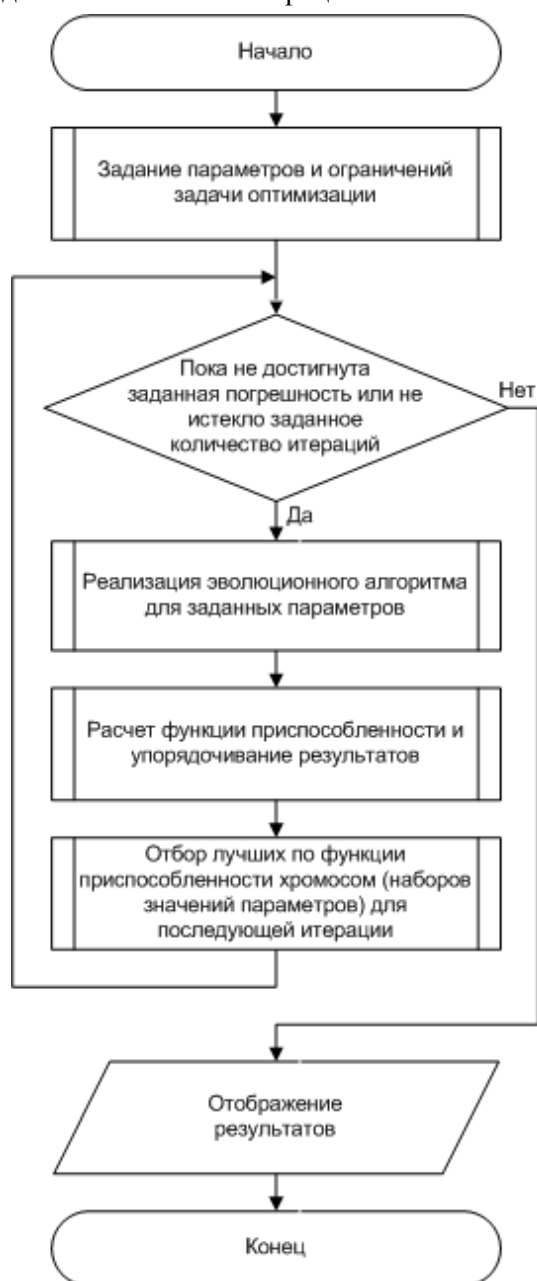 Начало
Задание параметров и ограничений
задачи оптимизации
Пока не достигнута
заданная погрешность или не
истекло заданное
количество итераций
Нет
Да
Реализация эволюционного алгоритма
для заданных параметров
Расчет функции приспособленности и
упорядочивание результатов
Отбор лучших по функции
приспособленности хромосом (наборов
значений параметров) для
последующей итерации
Отображение
результатов
Конец